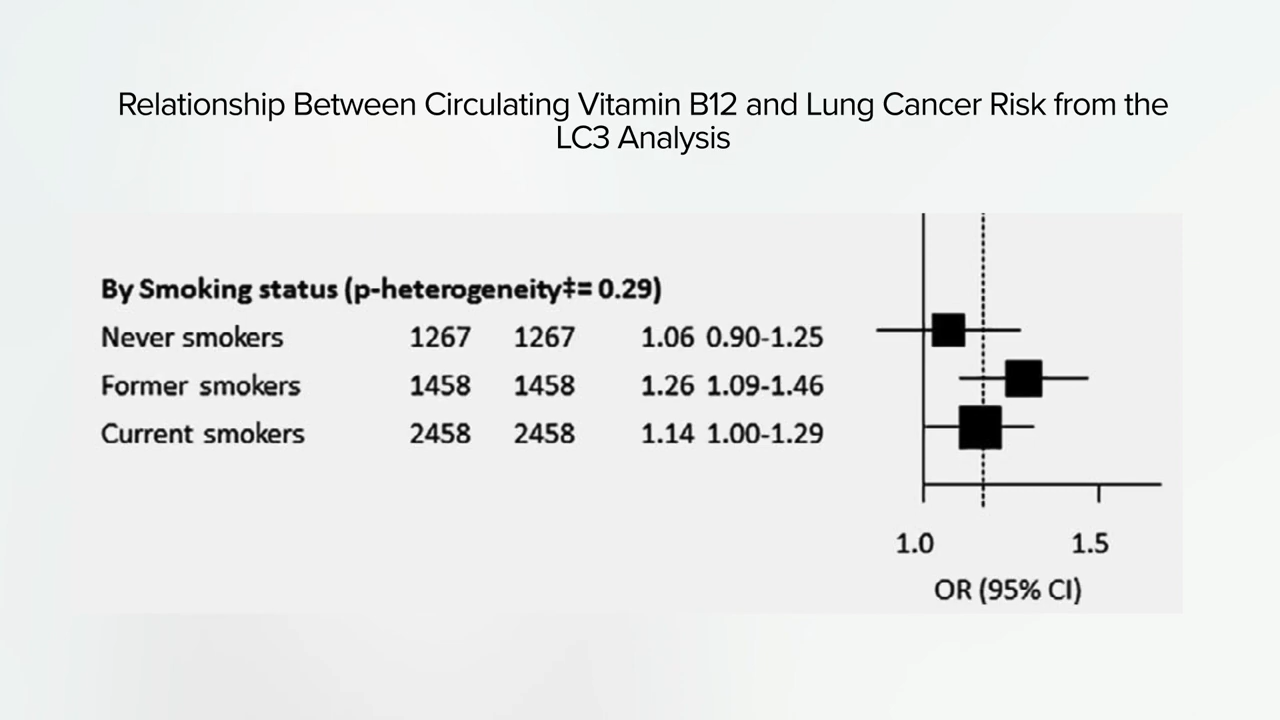 Relationship Between Circulating Vitamin B12 and Lung Cancer Risk from the
LC3 Analysis
By Smoking status (p-heterogeneity‡= 0.29)
Never smokers 1267 1267 1.06 0.90-1.25
Former smokers 1458 1458 1.26 1.09-1.46
Current smokers 2458 2458 1.14 1.00-1.29
1.0 1.5
OR (95% CI)